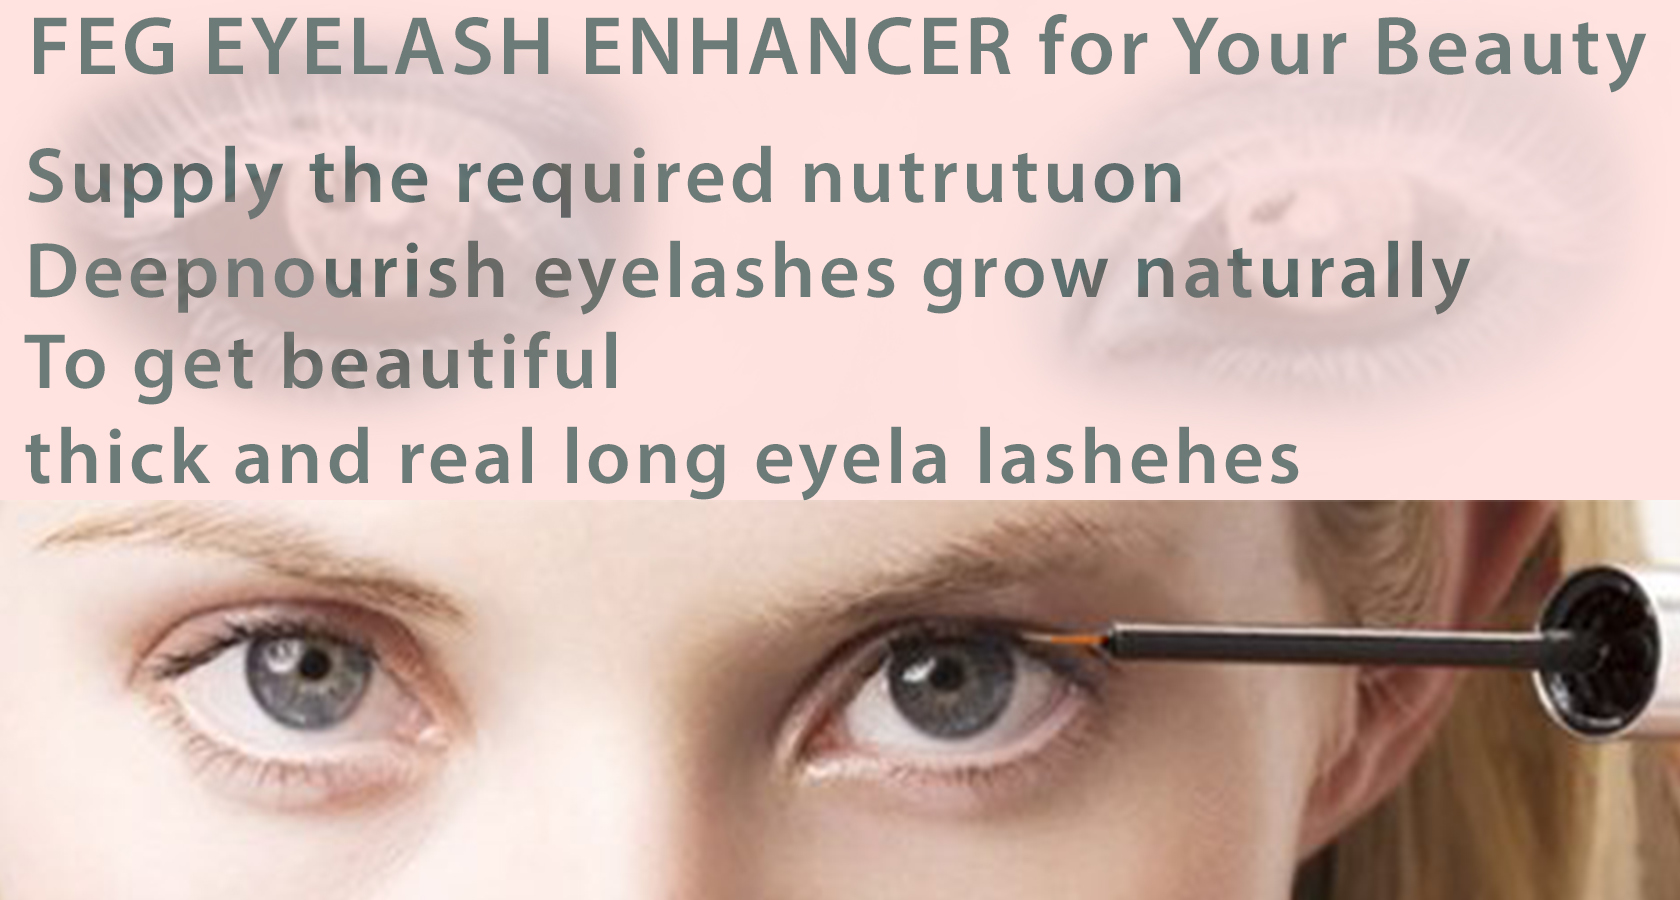 FEG EYELASH ENHANCER for Your Beauty
Supply the required nutrutuon
Deepnourish eyelashes grow naturally
To get beautiful
thick and real long eyela lashehes